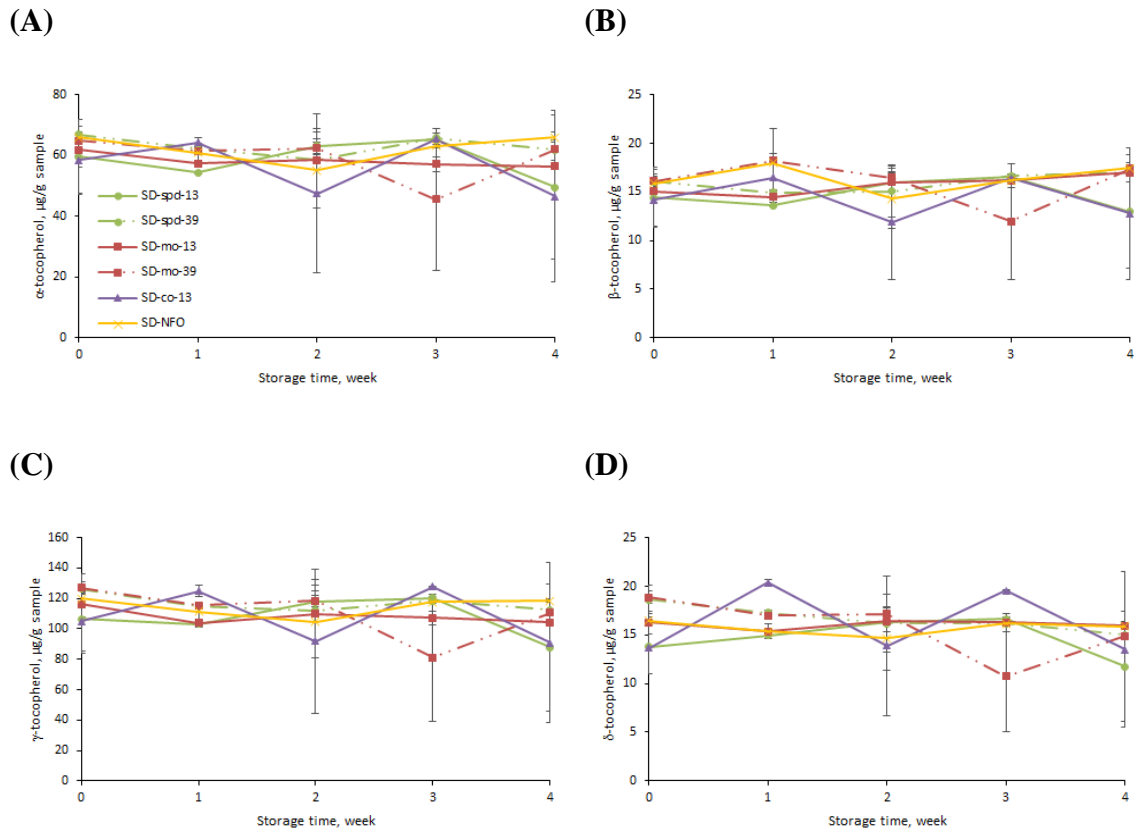 (A)
(B)
α-tocopherol, µg/g sample
80
60
40
20
0
0 1 2 3 4
Storage time, week
SD-spd-13
SD-spd-39
SD-mo-13
SD-mo-39
SD-co-13
SD-NFO
β-tocopherol, µg/g sample
25
20
15
10
5
0
0 1 2 3 4
Storage time, week
(C)
(D)
γ-tocopherol, µg/g sample
160
140
120
100
80
60
40
20
0
0 1 2 3 4
Storage time, week
δ-tocopherol, µg/g sample
25
20
15
10
5
0
0 1 2 3 4
Storage time, week